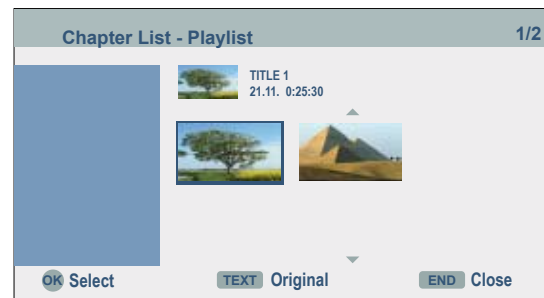 Chapter List - Playlist 1/2
TITLE 1
21.11. 0:25:30
OK Select TEXT Original END Close